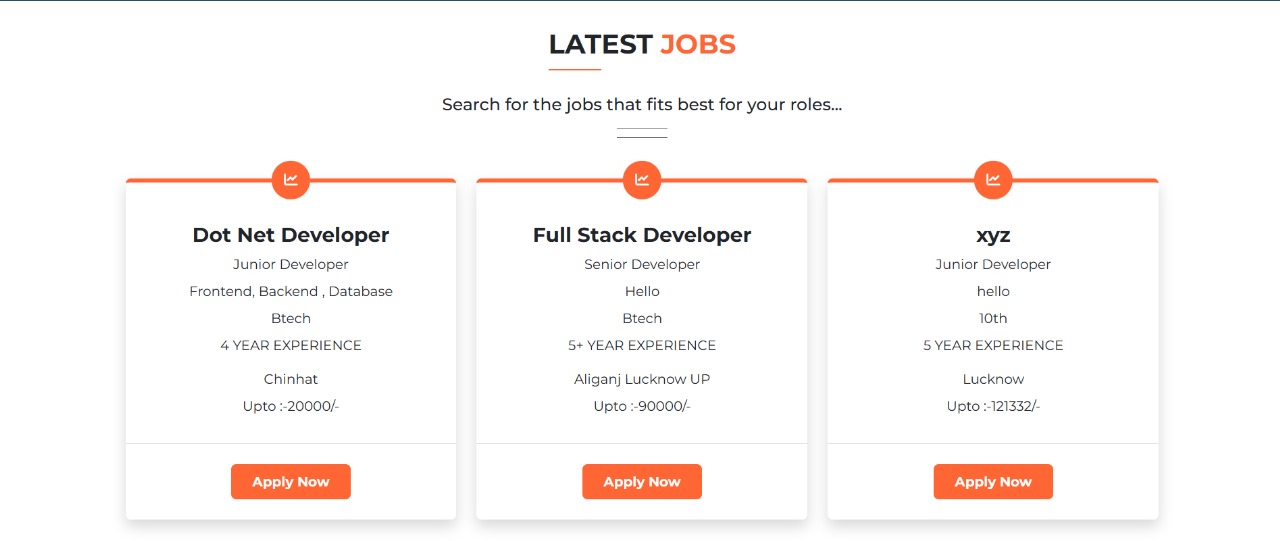 LATEST JOBS
Search for the jobs that fits best for your roles...
Dot Net Developer
Junior Developer
Frontend, Backend , Database
Btech
4 YEAR EXPERIENCE
Chinhat
Upto :-20000/-
Apply Now
Full Stack Developer
Senior Developer
Hello
Btech
5+ YEAR EXPERIENCE
Aliganj Lucknow UP
Upto :-90000/-
Apply Now
xyz
Junior Developer
hello
10th
5 YEAR EXPERIENCE
Lucknow
Upto :-121332/-
Apply Now